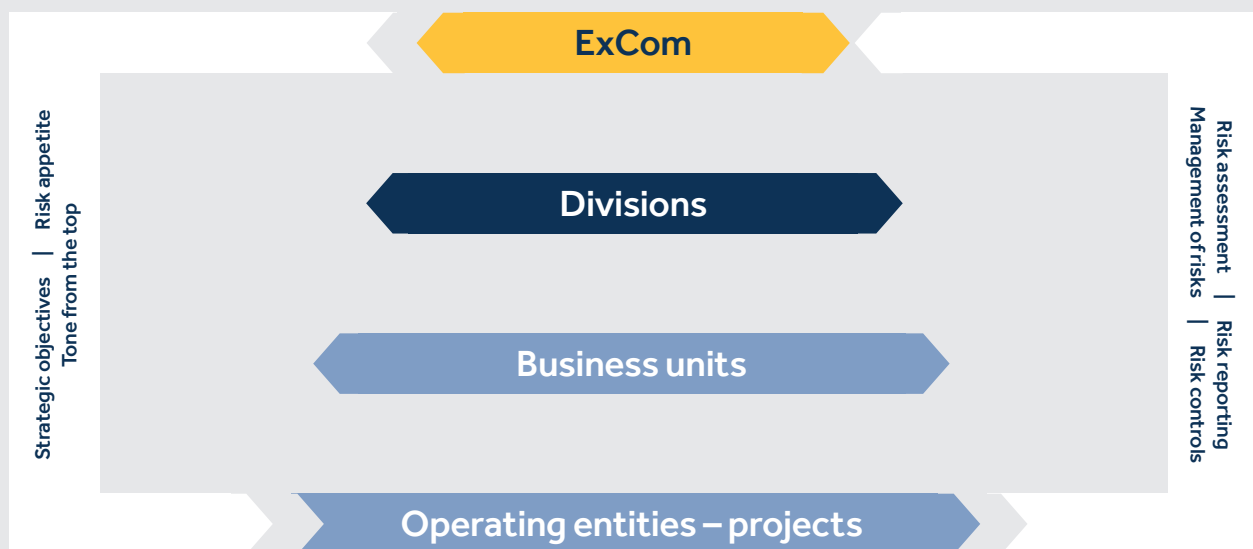 ExCom
Strategic objectives | Risk appetite
Tone from the top
Divisions
Business units
Operating entities – projects
Risk assessment | Risk reporting
Management of risks | Risk controls